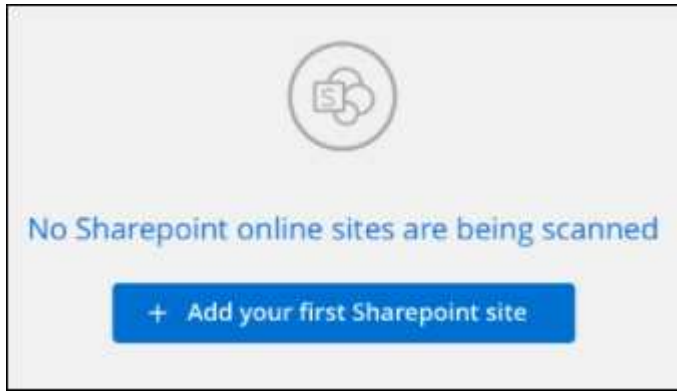 S
No Sharepoint online sites are being scanned
+ Add your first Sharepoint site